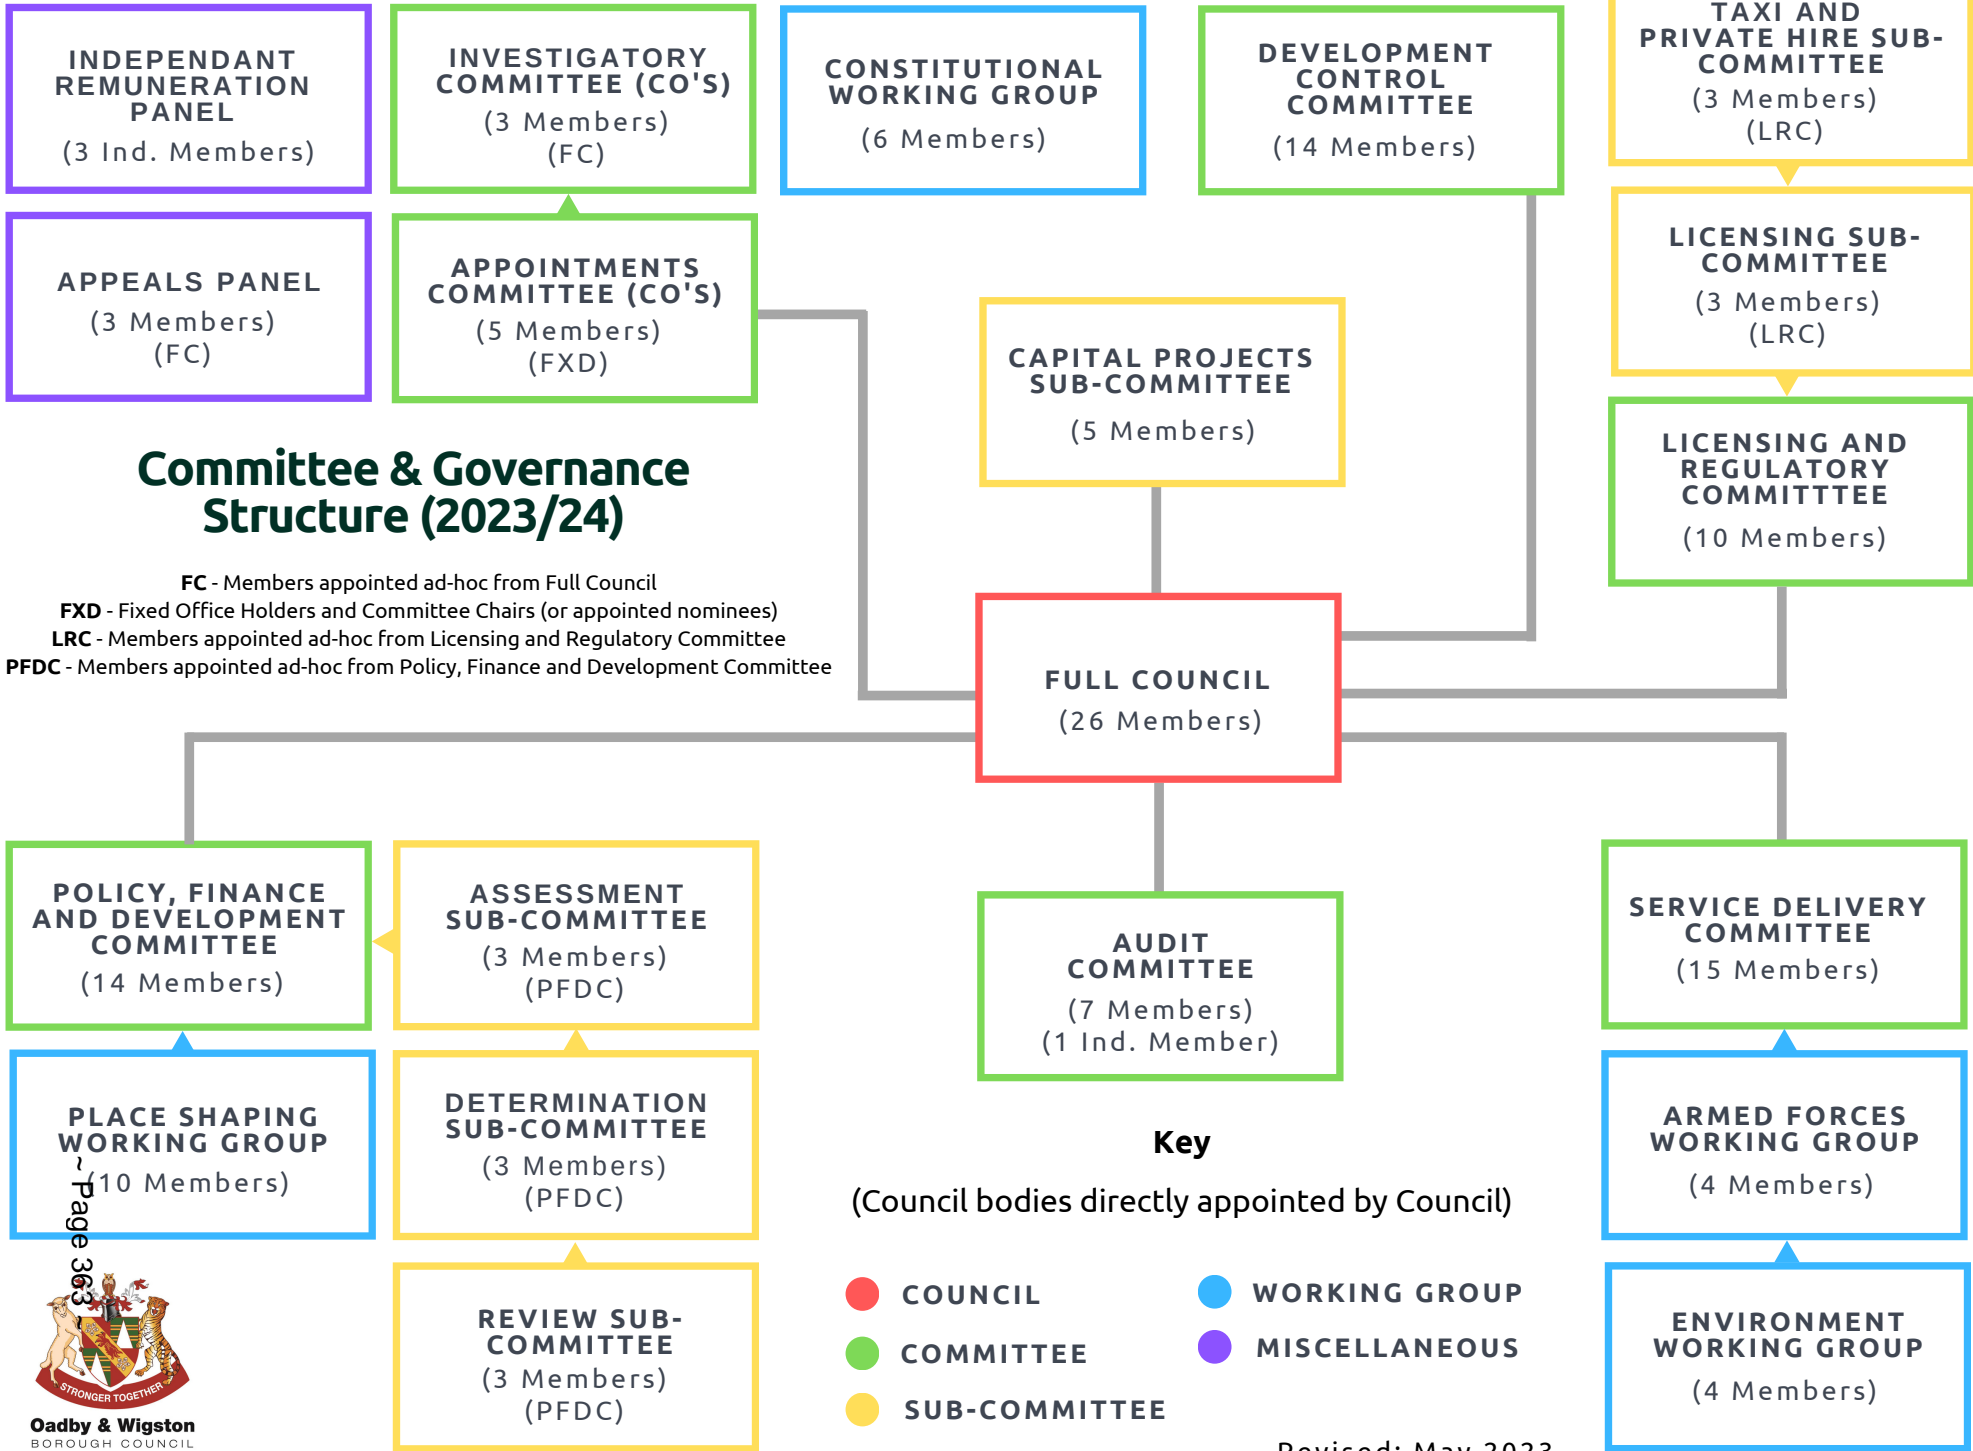 INDEPENDANT
REMUNERATION
PANEL
(3 Ind. Members)
INVESTIGATORY
COMMITTEE (CO'S)
(3 Members)
(FC)
CONSTITUTIONAL
WORKING GROUP
(6 Members)
DEVELOPMENT
CONTROL
COMMITTEE
(14 Members)
TAXI AND
PRIVATE HIRE SUB-
COMMITTEE
(3 Members)
(LRC)
APPEALS PANEL
(3 Members)
(FC)
APPOINTMENTS
COMMITTEE (CO'S)
(5 Members)
(FXD)
CAPITAL PROJECTS
SUB-COMMITTEE
(5 Members)
LICENSING SUB-
COMMITTEE
(3 Members)
(LRC)
LICENSING AND
REGULATORY
COMMITTTEE
(10 Members)
Committee & Governance
Structure (2023/24)
FC - Members appointed ad-hoc from Full Council
FXD - Fixed Office Holders and Committee Chairs (or appointed nominees)
LRC - Members appointed ad-hoc from Licensing and Regulatory Committee
PFDC - Members appointed ad-hoc from Policy, Finance and Development Committee
FULL COUNCIL
(26 Members)
POLICY, FINANCE
AND DEVELOPMENT
COMMITTEE
(14 Members)
ASSESSMENT
SUB-COMMITTEE
(3 Members)
(PFDC)
AUDIT
COMMITTEE
(7 Members)
(1 Ind. Member)
SERVICE DELIVERY
COMMITTEE
(15 Members)
PLACE SHAPING
WORKING GROUP
(10 Members)
DETERMINATION
SUB-COMMITTEE
(3 Members)
(PFDC)
ARMED FORCES
WORKING GROUP
(4 Members)
REVIEW SUB-
COMMITTEE
(3 Members)
(PFDC)
ENVIRONMENT
WORKING GROUP
(4 Members)
Key
(Council bodies directly appointed by Council)
COUNCIL
COMMITTEE
SUB-COMMITTEE
WORKING GROUP
MISCELLANEOUS
~ Page 363 ~
STRONGER TOGETHER
Oadby & Wigston
BOROUGH COUNCIL
Revised: May 2023